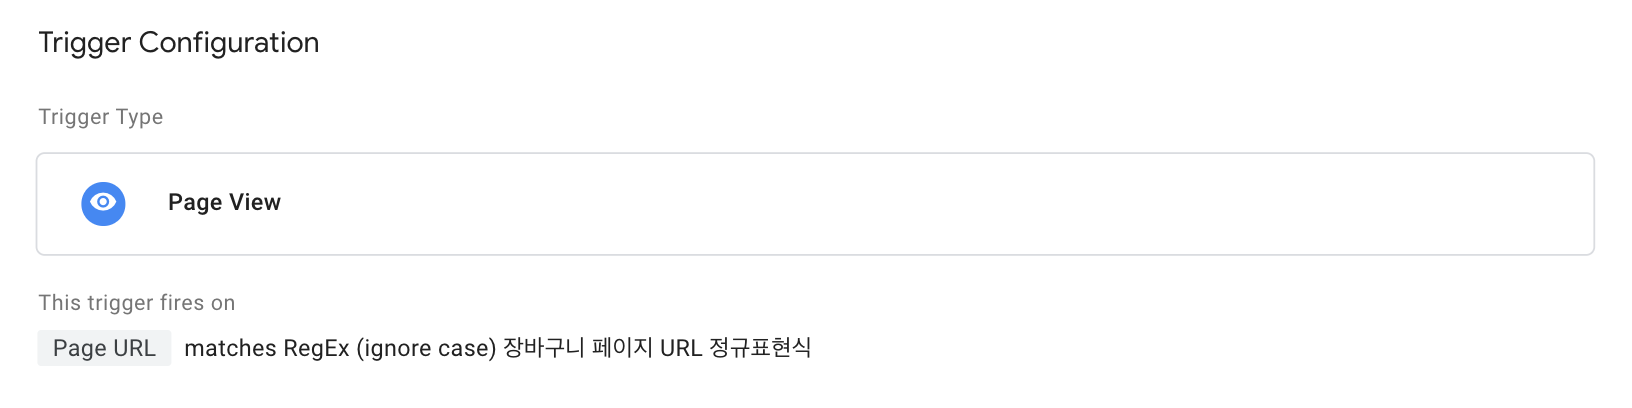 Trigger Configuration
Trigger Type
Page View
This trigger fires on
Page URL matches RegEx (ignore case) 장바구니 페이지 URL 정규표현식